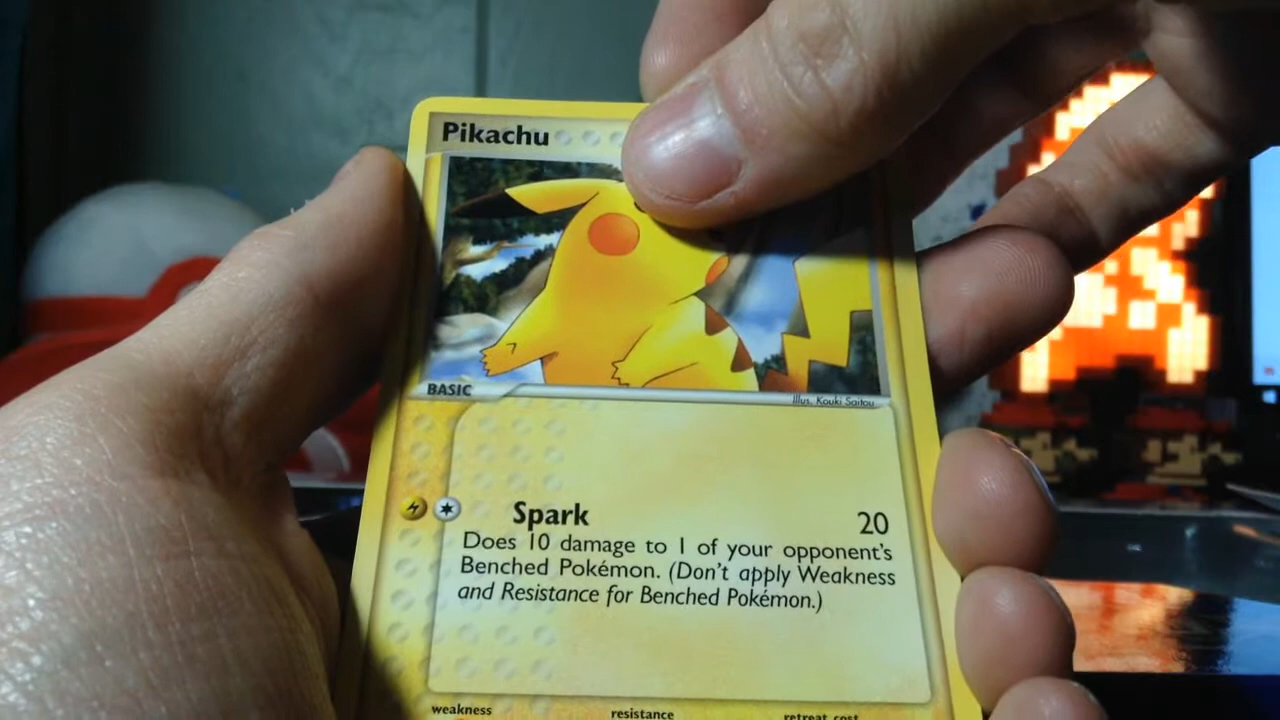 Pikachu
BASIC
Illus. Kouki Saitou
Spark 20
Does 10 damage to 1 of your opponent's
Benched Pokémon. (Don't apply Weakness
and Resistance for Benched Pokémon.)
weakness resistance retreat cost